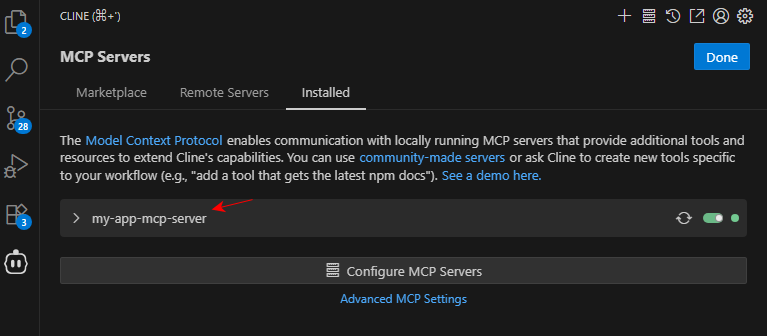 CLINE (⌘+')
2
MCP Servers
Done
Marketplace Remote Servers Installed
28
The Model Context Protocol enables communication with locally running MCP servers that provide additional tools and
resources to extend Cline's capabilities. You can use community-made servers or ask Cline to create new tools specific
to your workflow (e.g., "add a tool that gets the latest npm docs"). See a demo here.
3
my-app-mcp-server
Configure MCP Servers
Advanced MCP Settings